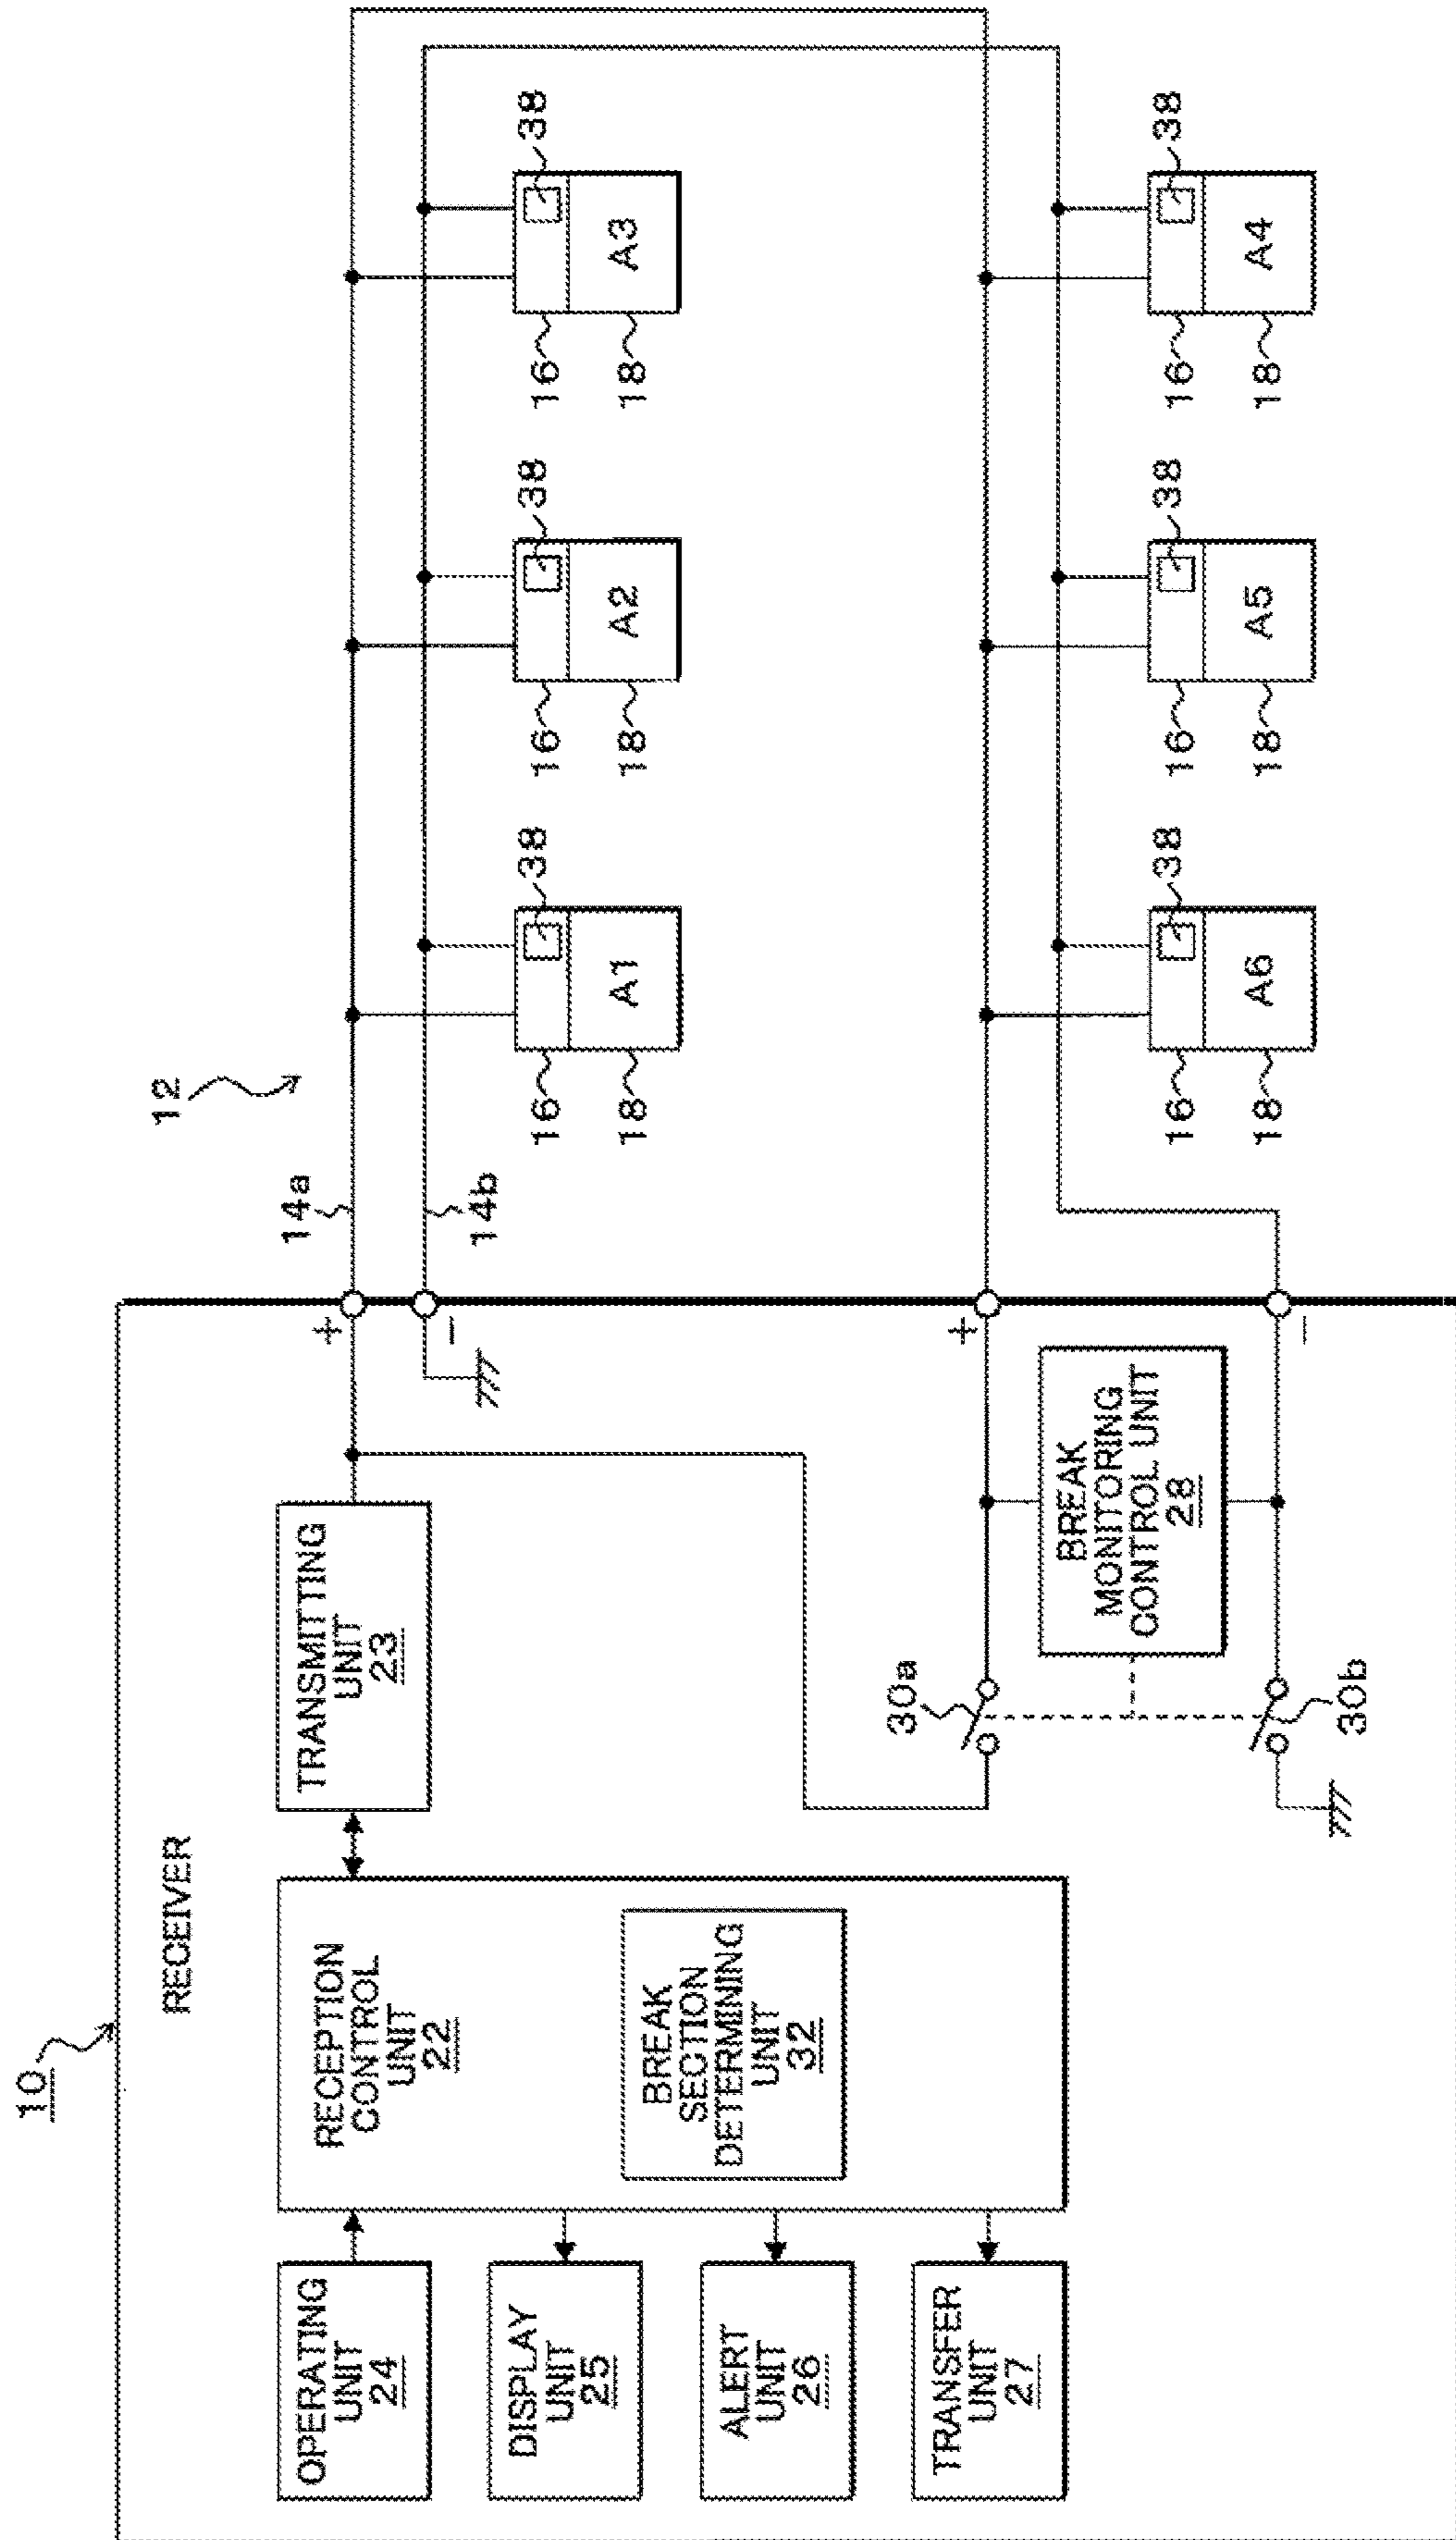 10
RECEIVER
OPERATING
UNIT
24
DISPLAY
UNIT
25
ALERT
UNIT
26
TRANSFER
UNIT
27
RECEPTION
CONTROL
UNIT
22
BREAK
SECTION
DETERMINING
UNIT
32
TRANSMITTING
UNIT
23
30a
30b
BREAK
MONITORING
CONTROL UNIT
28
+
−
+
−
14a
14b
12
16
18
A1
38
16
18
A2
38
16
18
A3
38
16
18
A6
38
16
18
A5
38
16
18
A4
38